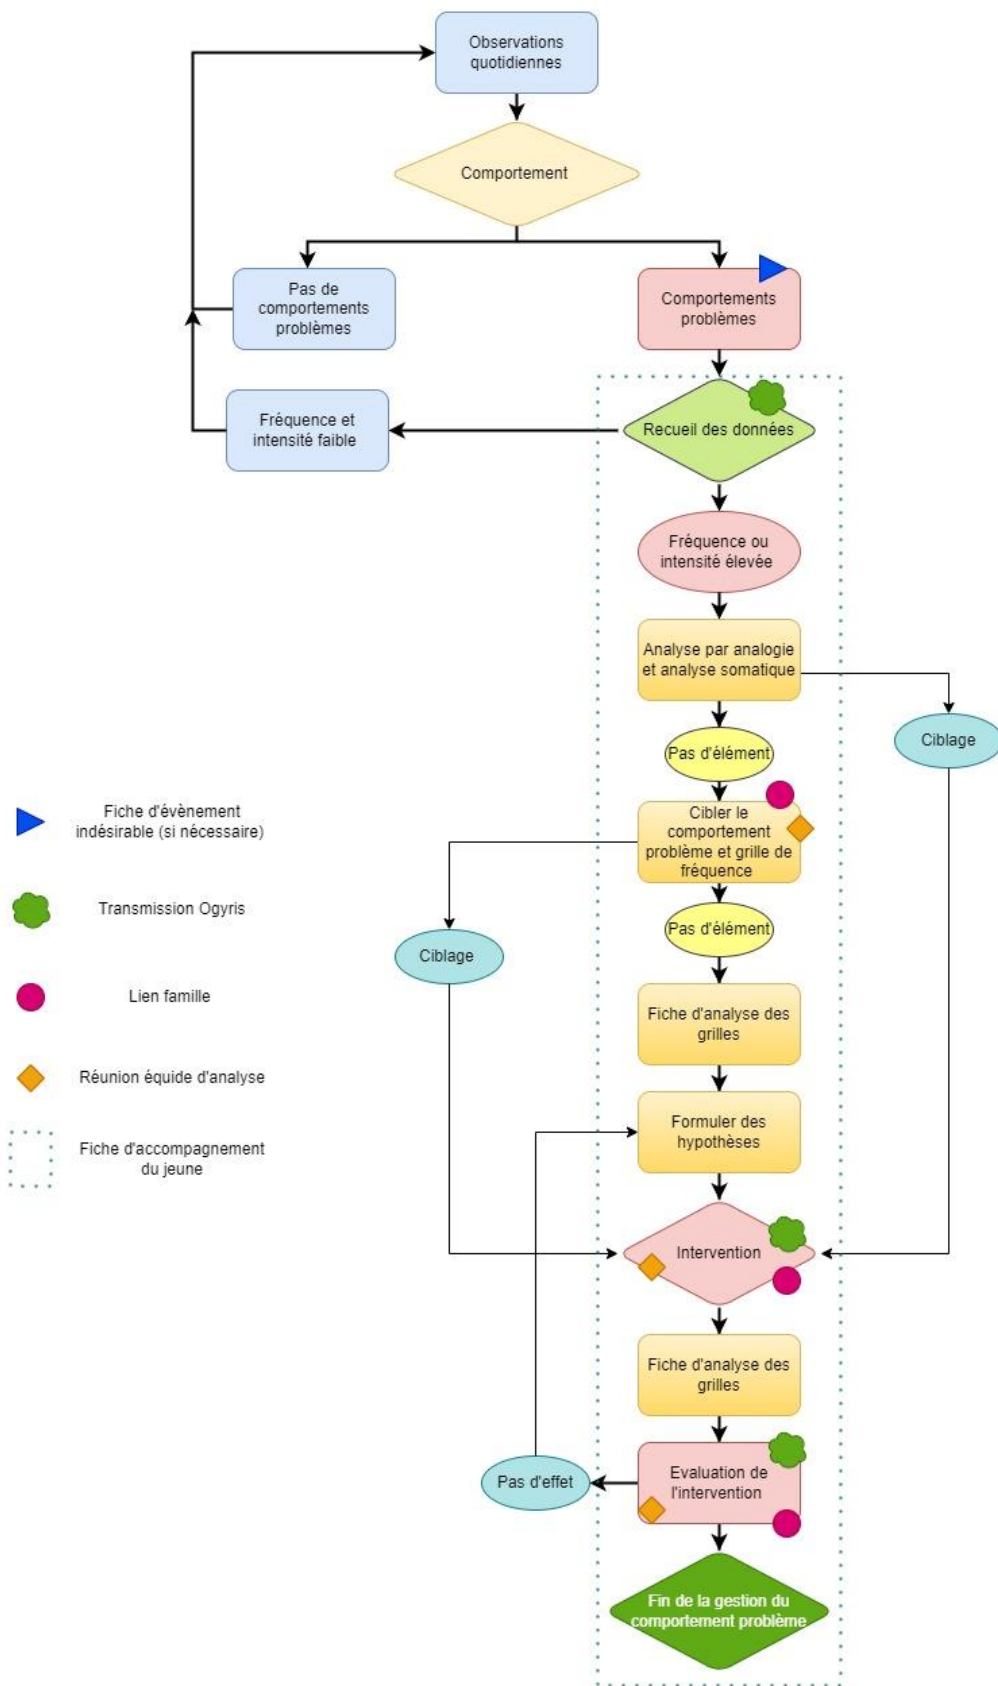 Observations
quotidiennes
Comportement
Pas de
comportements
problèmes
Comportements
problèmes
Fréquence et
intensité faible
Recueil des données
Fréquence ou
intensité élevée
Analyse par analogie
et analyse somatique
Ciblage
Pas d'élément
Cibler le
comportement
problème et grille de
fréquence
Ciblage
Pas d'élément
Fiche d'analyse des
grilles
Formuler des
hypothèses
Intervention
Fiche d'analyse des
grilles
Pas d'effet
Evaluation de
l'intervention
Fin de la gestion du
comportement problème
Fiche d'évènement
indésirable (si nécessaire)
Transmission Ogyris
Lien famille
Réunion équide d'analyse
Fiche d'accompagnement
du jeune